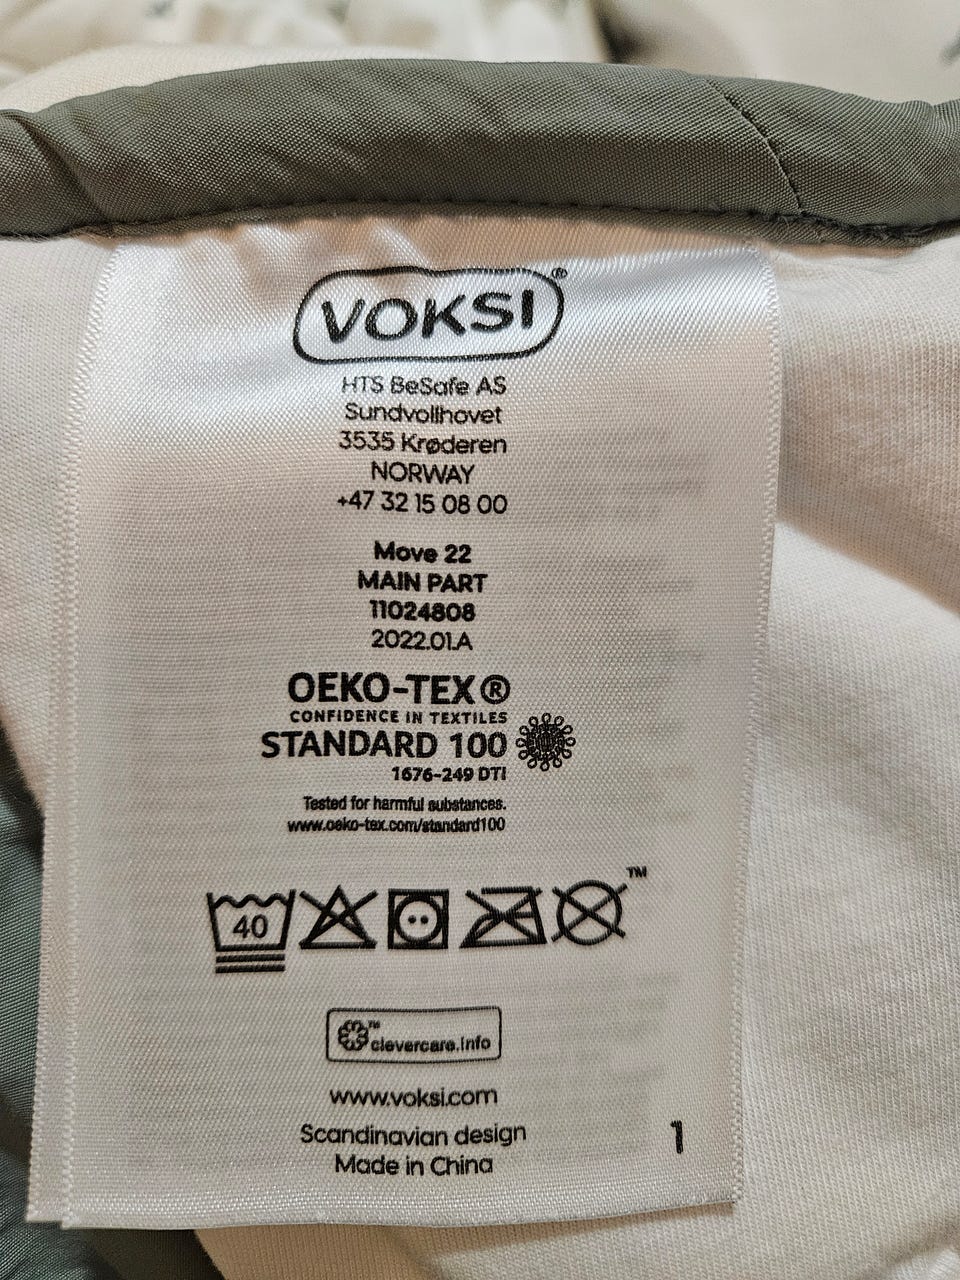 VOKSI®
HTS BeSafe AS
Sundvollhovet
3535 Krøderen
NORWAY
+47 32 15 08 00
Move 22
MAIN PART
11024808
2022.01.A
OEKO-TEX®
CONFIDENCE IN TEXTILES
STANDARD 100
1676-249 DTI
Tested for harmful substances.
www.oeko-tex.com/standard100
40
TM
clevercare.info
www.voksi.com
Scandinavian design
Made in China
1